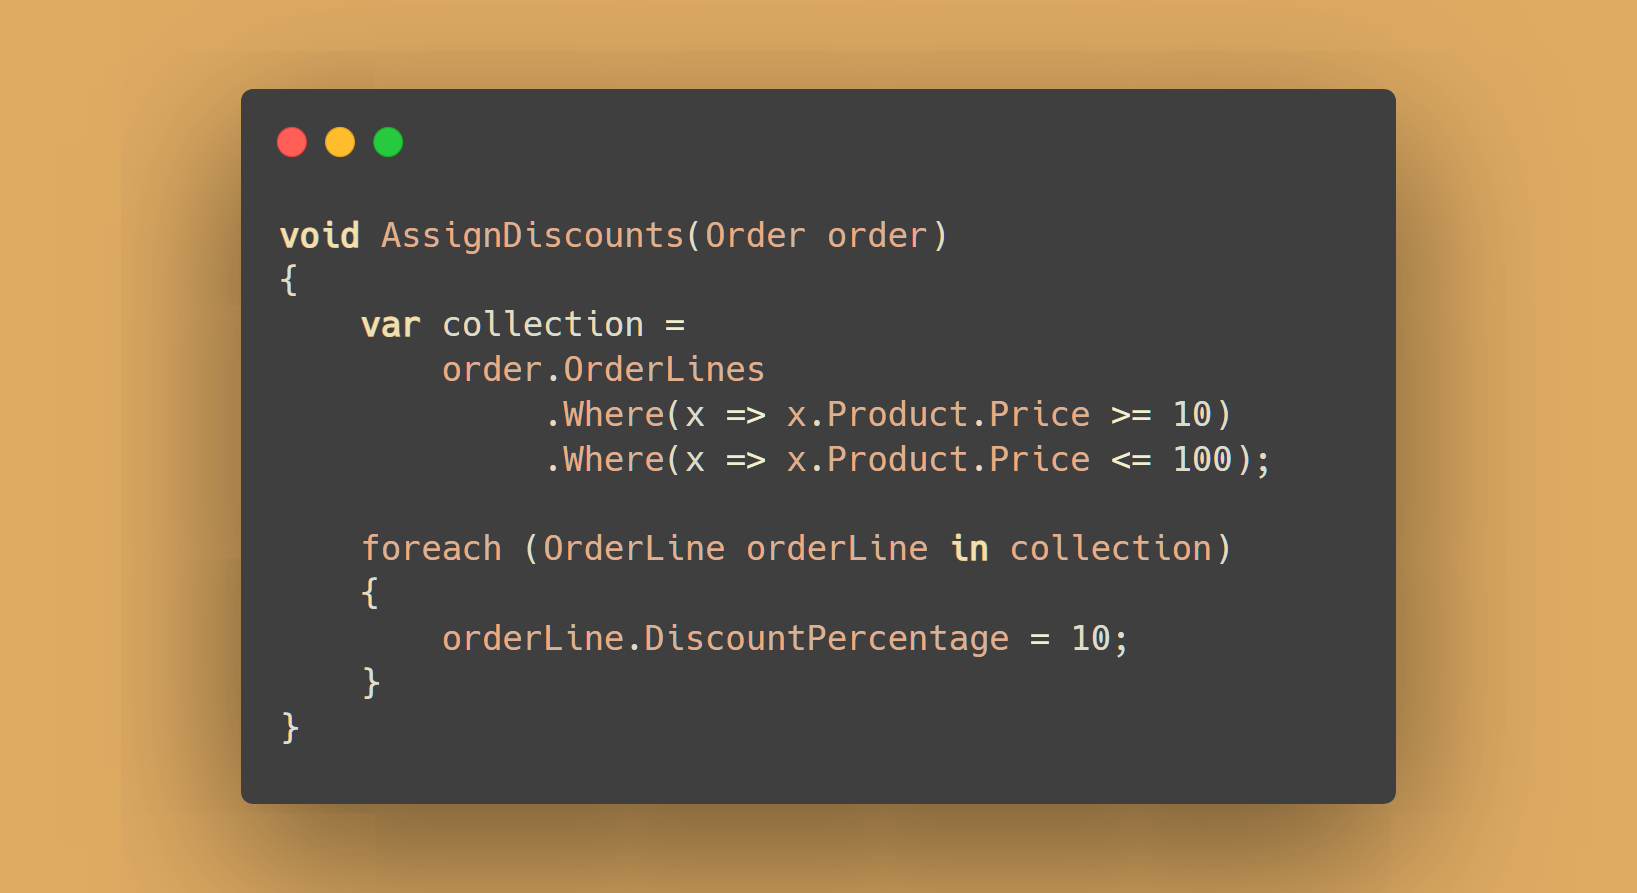 void AssignDiscounts(Order order)
{
    var collection =
        order.OrderLines
             .Where(x => x.Product.Price >= 10)
             .Where(x => x.Product.Price <= 100);

    foreach (OrderLine orderLine in collection)
    {
        orderLine.DiscountPercentage = 10;
    }
}